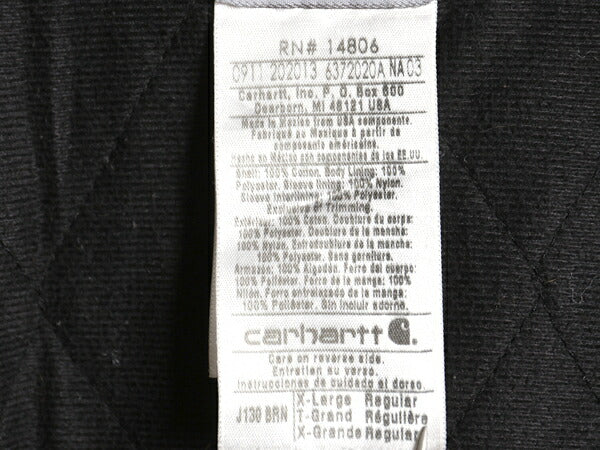 RN# 14806
0911 202013 6372020A NA 03
Carhartt, Inc. P. O. Box 600
Dearborn, MI 48121 USA
Made in Mexico from USA components.
Fabriqué au Mexique à partir de
composants américains.
Hecho en México con componentes de los EE.UU.
Shell: 100% Cotton. Body Lining: 100%
Polyester. Sleeve lining: 100% Nylon.
Sleeve interlining: 100% Polyester.
Exclusive of Trimming.
Extérieur: 100% Coton. Doublure du corps:
100% Polyester. Doublure de la manche:
100% Nylon. Entredoublure de la manche:
100% Polyester. Sans garniture.
Armazon: 100% Algodón. Forro del cuerpo:
100% Poliéster. Forro de la manga: 100%
Nilón. Forro entrelazado de la manga:
100% Poliéster. Sin incluir adorno.
carhartt
Care on reverse side.
Entretien au verso.
Instrucciones de cuidado al dorso.
J130 BRN
X-Large Regular
T-Grand Régulière
X-Grande Regular